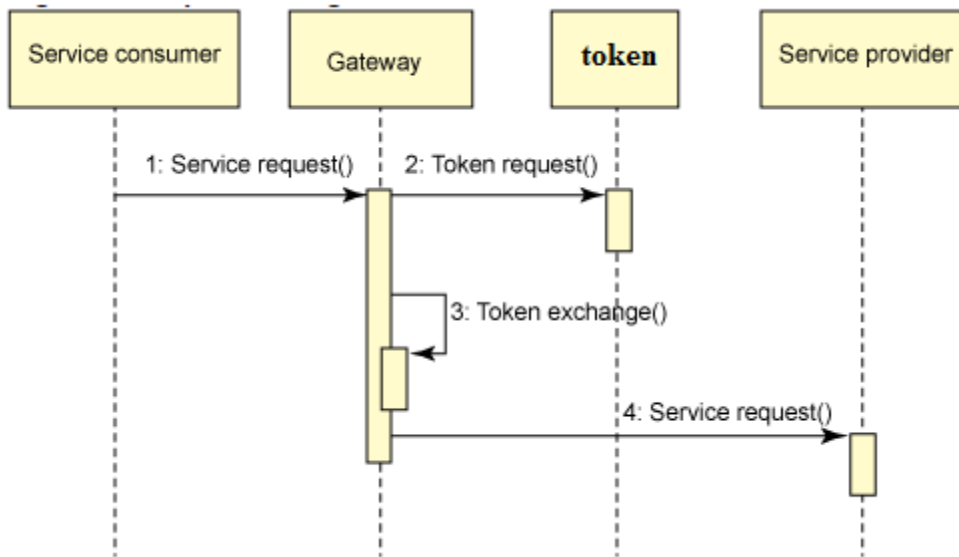 Service consumer
Gateway
token
Service provider
1: Service request()
2: Token request()
3: Token exchange()
4: Service request()